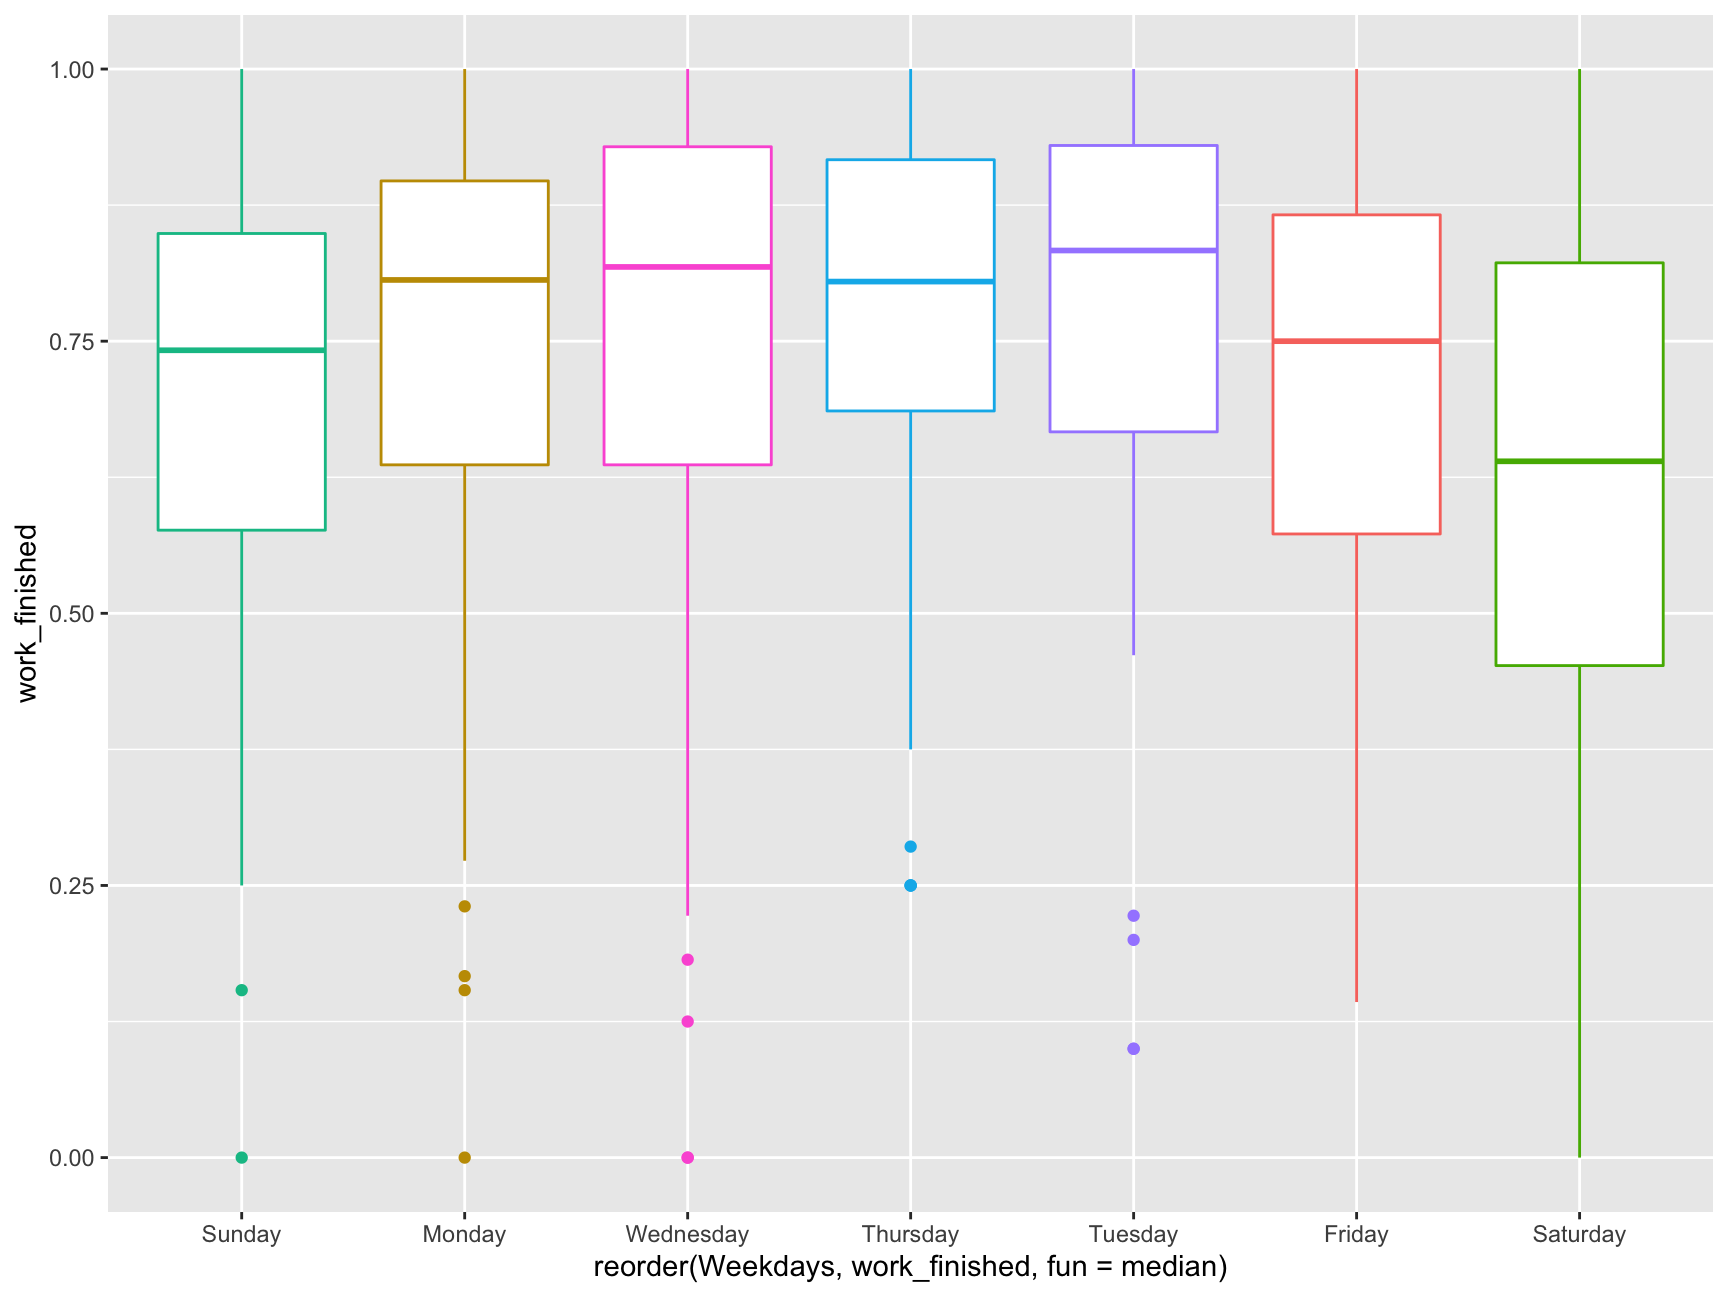 work_finished
1.00
0.75
0.50
0.25
0.00
Sunday Monday Wednesday Thursday Tuesday Friday Saturday
reorder(Weekdays, work_finished, fun = median)